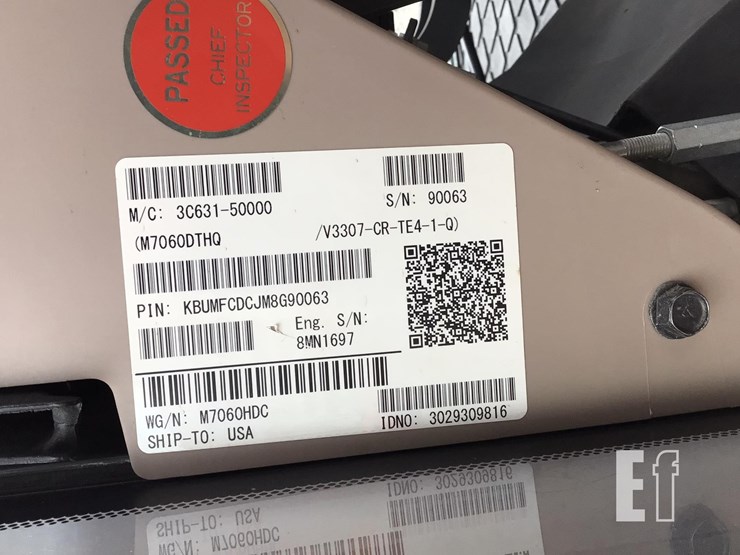 PASSED
CHIEF
INSPECTOR
M/C: 3C631-50000
S/N: 90063
(M7060DTHQ /V3307-CR-TE4-1-Q)
PIN: KBUMFCDCJM8G90063
Eng. S/N:
8MN1697
WG/N: M7060HDC
IDNO: 3029309816
SHIP-TO: USA
Ef